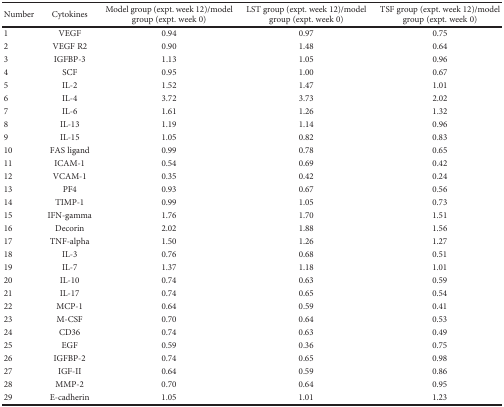 Number Cytokines Model group (expt. week 12)/model group (expt. week 0) LST group (expt. week 12)/model group (expt. week 0) TSF group (expt. week 12)/model group (expt. week 0)
1 VEGF 0.94 0.97 0.75
2 VEGF R2 0.90 1.48 0.64
3 IGFBP-3 1.13 1.05 0.96
4 SCF 0.95 1.00 0.67
5 IL-2 1.52 1.47 1.01
6 IL-4 3.72 3.73 2.02
7 IL-6 1.61 1.26 1.32
8 IL-13 1.19 1.14 0.96
9 IL-15 1.05 0.82 0.83
10 FAS ligand 0.99 0.78 0.65
11 ICAM-1 0.54 0.69 0.42
12 VCAM-1 0.35 0.42 0.24
13 PF4 0.93 0.67 0.56
14 TIMP-1 0.99 1.05 0.73
15 IFN-gamma 1.76 1.70 1.51
16 Decorin 2.02 1.88 1.56
17 TNF-alpha 1.50 1.26 1.27
18 IL-3 0.76 0.68 0.51
19 IL-7 1.37 1.18 1.01
20 IL-10 0.74 0.63 0.59
21 IL-17 0.74 0.65 0.54
22 MCP-1 0.64 0.59 0.41
23 M-CSF 0.70 0.64 0.53
24 CD36 0.74 0.63 0.49
25 EGF 0.59 0.36 0.75
26 IGFBP-2 0.74 0.65 0.98
27 IGF-II 0.64 0.59 0.86
28 MMP-2 0.70 0.64 0.95
29 E-cadherin 1.05 1.01 1.23